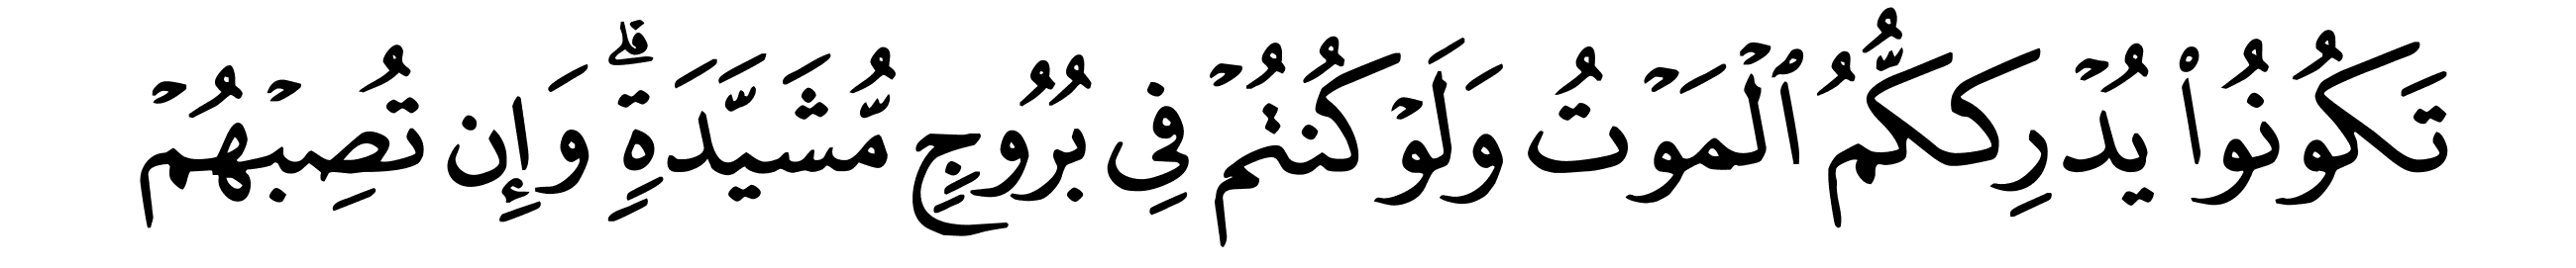 تَكُونُوا۟ يُدْرِككُّمُ ٱلْمَوْتُ وَلَوْ كُنتُمْ فِى بُرُوجٍ مُّشَيَّدَةٍۢ ۗ وَإِن تُصِبْهُمْ